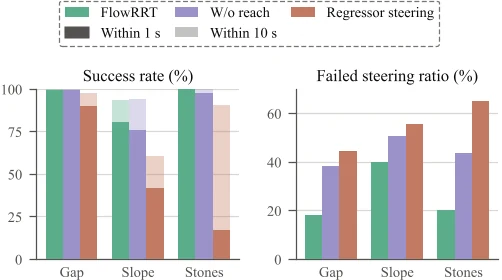 FlowRRT W/o reach Regressor steering
Within 1 s Within 10 s
Success rate (%)
100
75
50
25
0
Gap Slope Stones
Failed steering ratio (%)
60
40
20
0
Gap Slope Stones